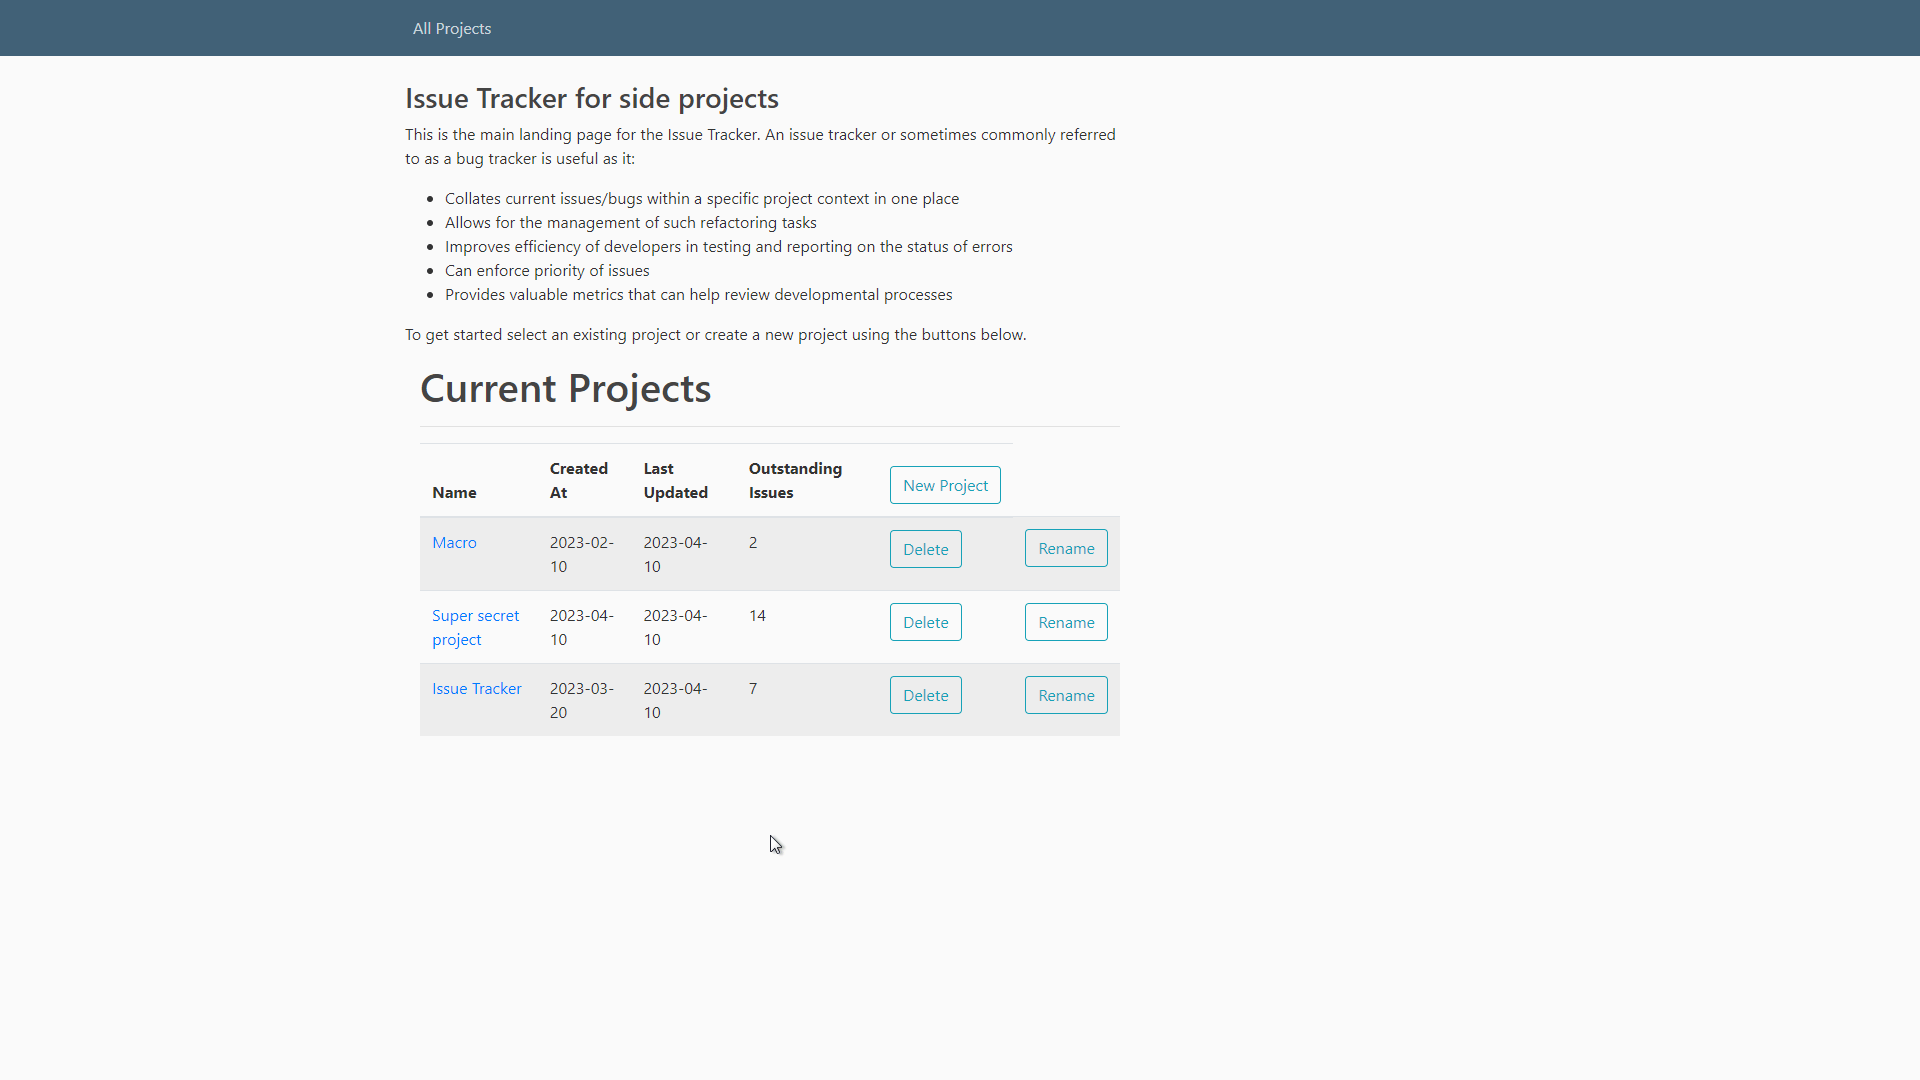 All Projects
Issue Tracker for side projects
This is the main landing page for the Issue Tracker. An issue tracker or sometimes commonly referred
to as a bug tracker is useful as it:
Collates current issues/bugs within a specific project context in one place
Allows for the management of such refactoring tasks
Improves efficiency of developers in testing and reporting on the status of errors
Can enforce priority of issues
Provides valuable metrics that can help review developmental processes
To get started select an existing project or create a new project using the buttons below.
Current Projects
Name Created At Last Updated Outstanding Issues New Project
Macro 2023-02-10 2023-04-10 2 Delete Rename
Super secret project 2023-04-10 2023-04-10 14 Delete Rename
Issue Tracker 2023-03-20 2023-04-10 7 Delete Rename